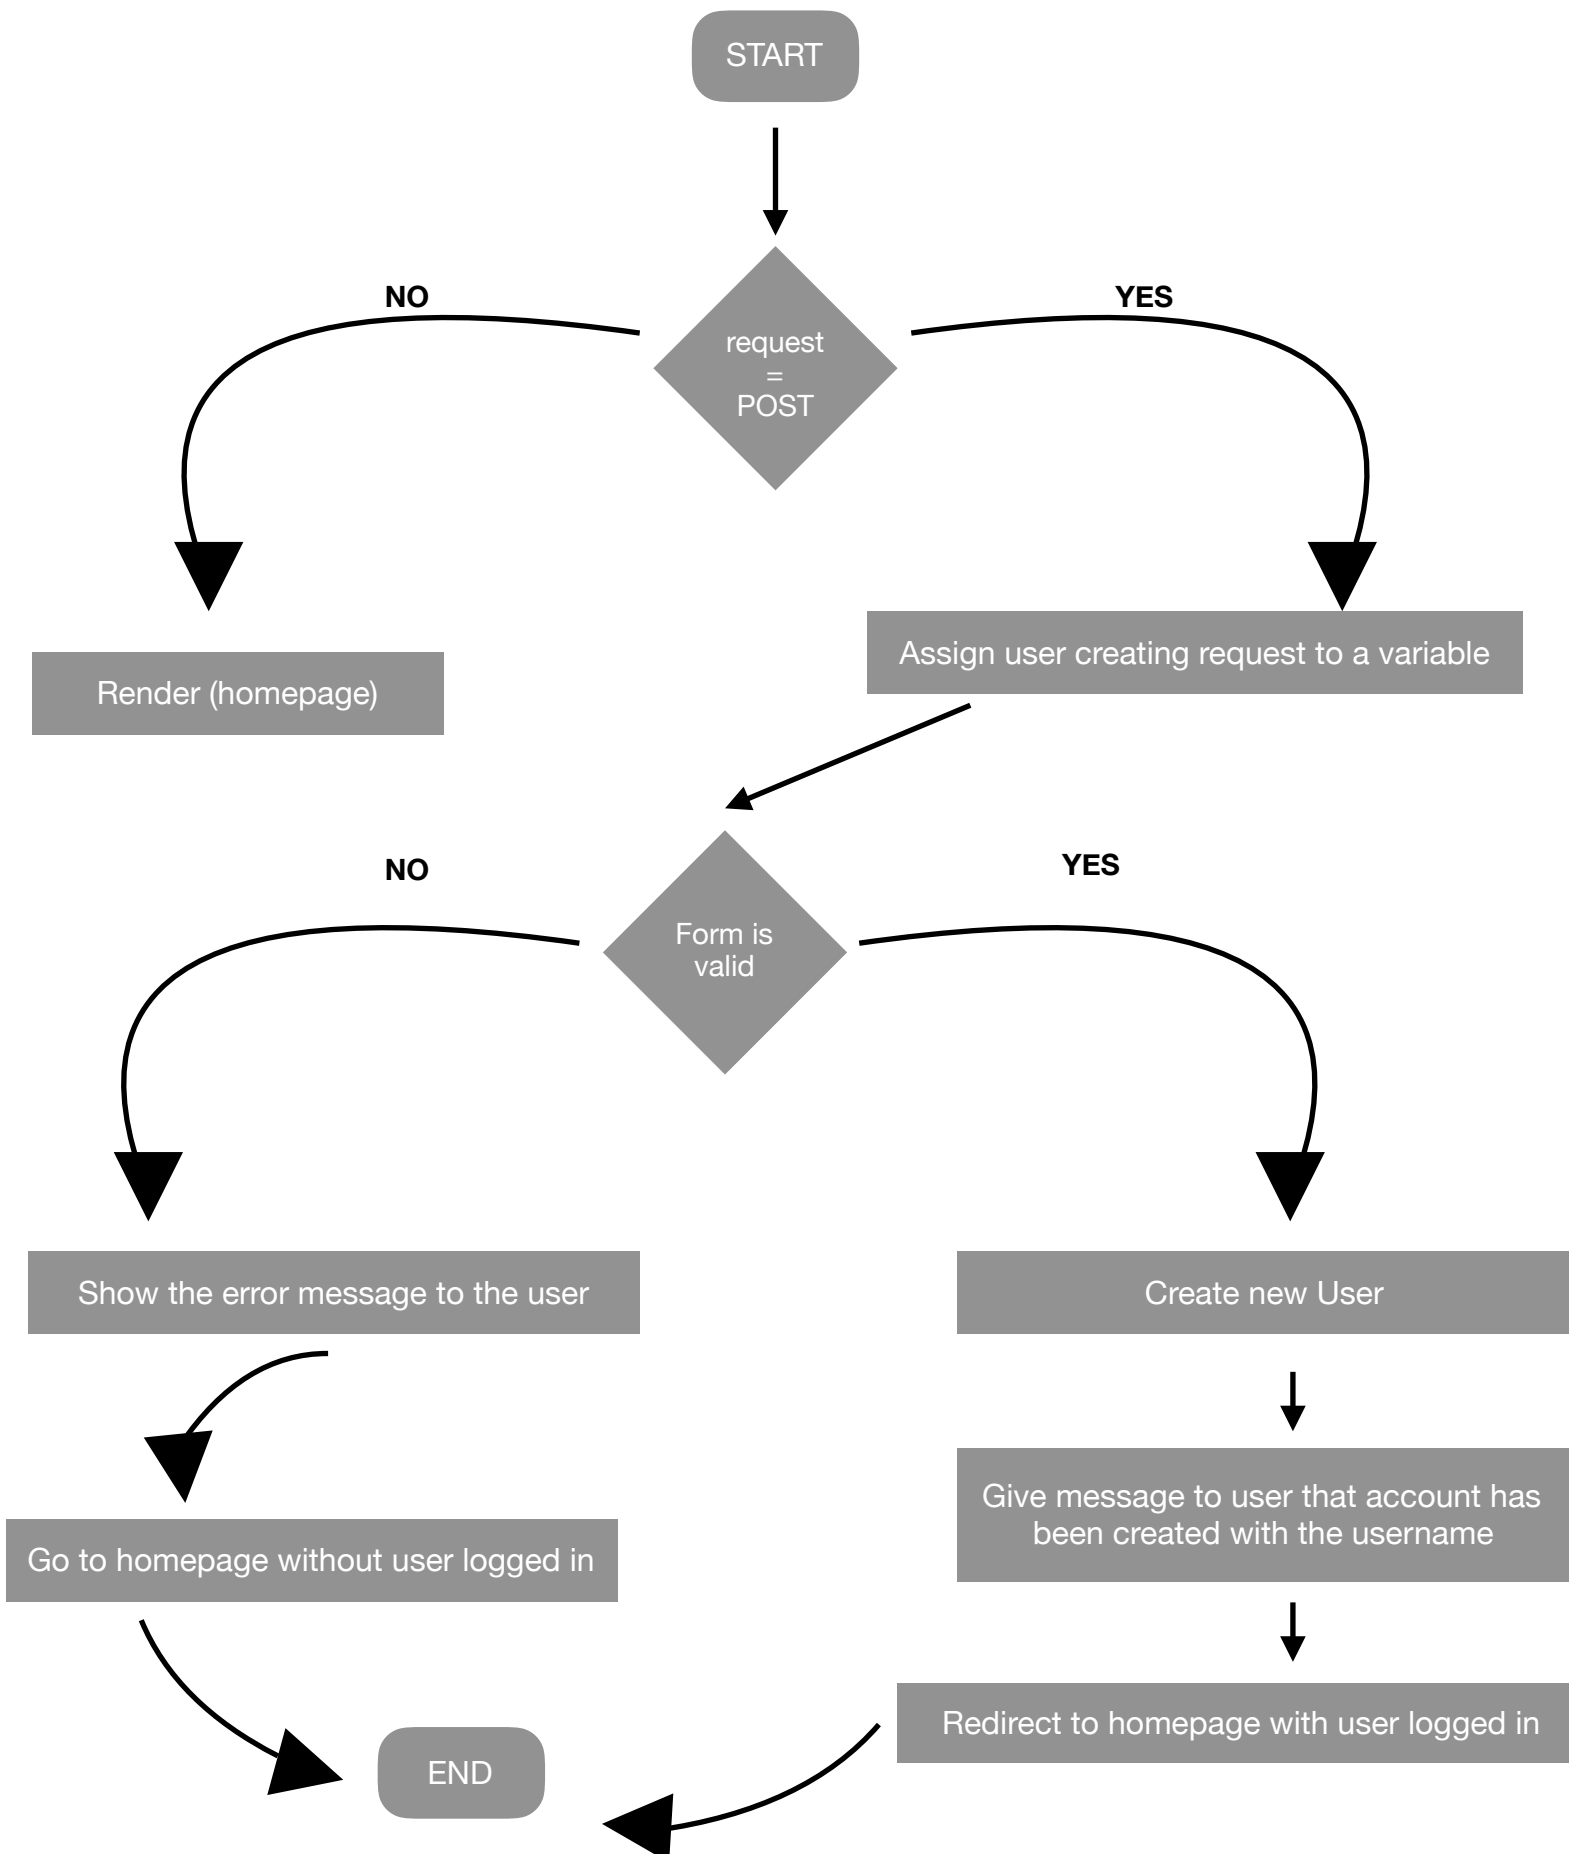 START
NO
YES
request
=
POST
Assign user creating request to a variable
Render (homepage)
NO
YES
Form is
valid
Show the error message to the user
Create new User
Give message to user that account has
been created with the username
Go to homepage without user logged in
Redirect to homepage with user logged in
END